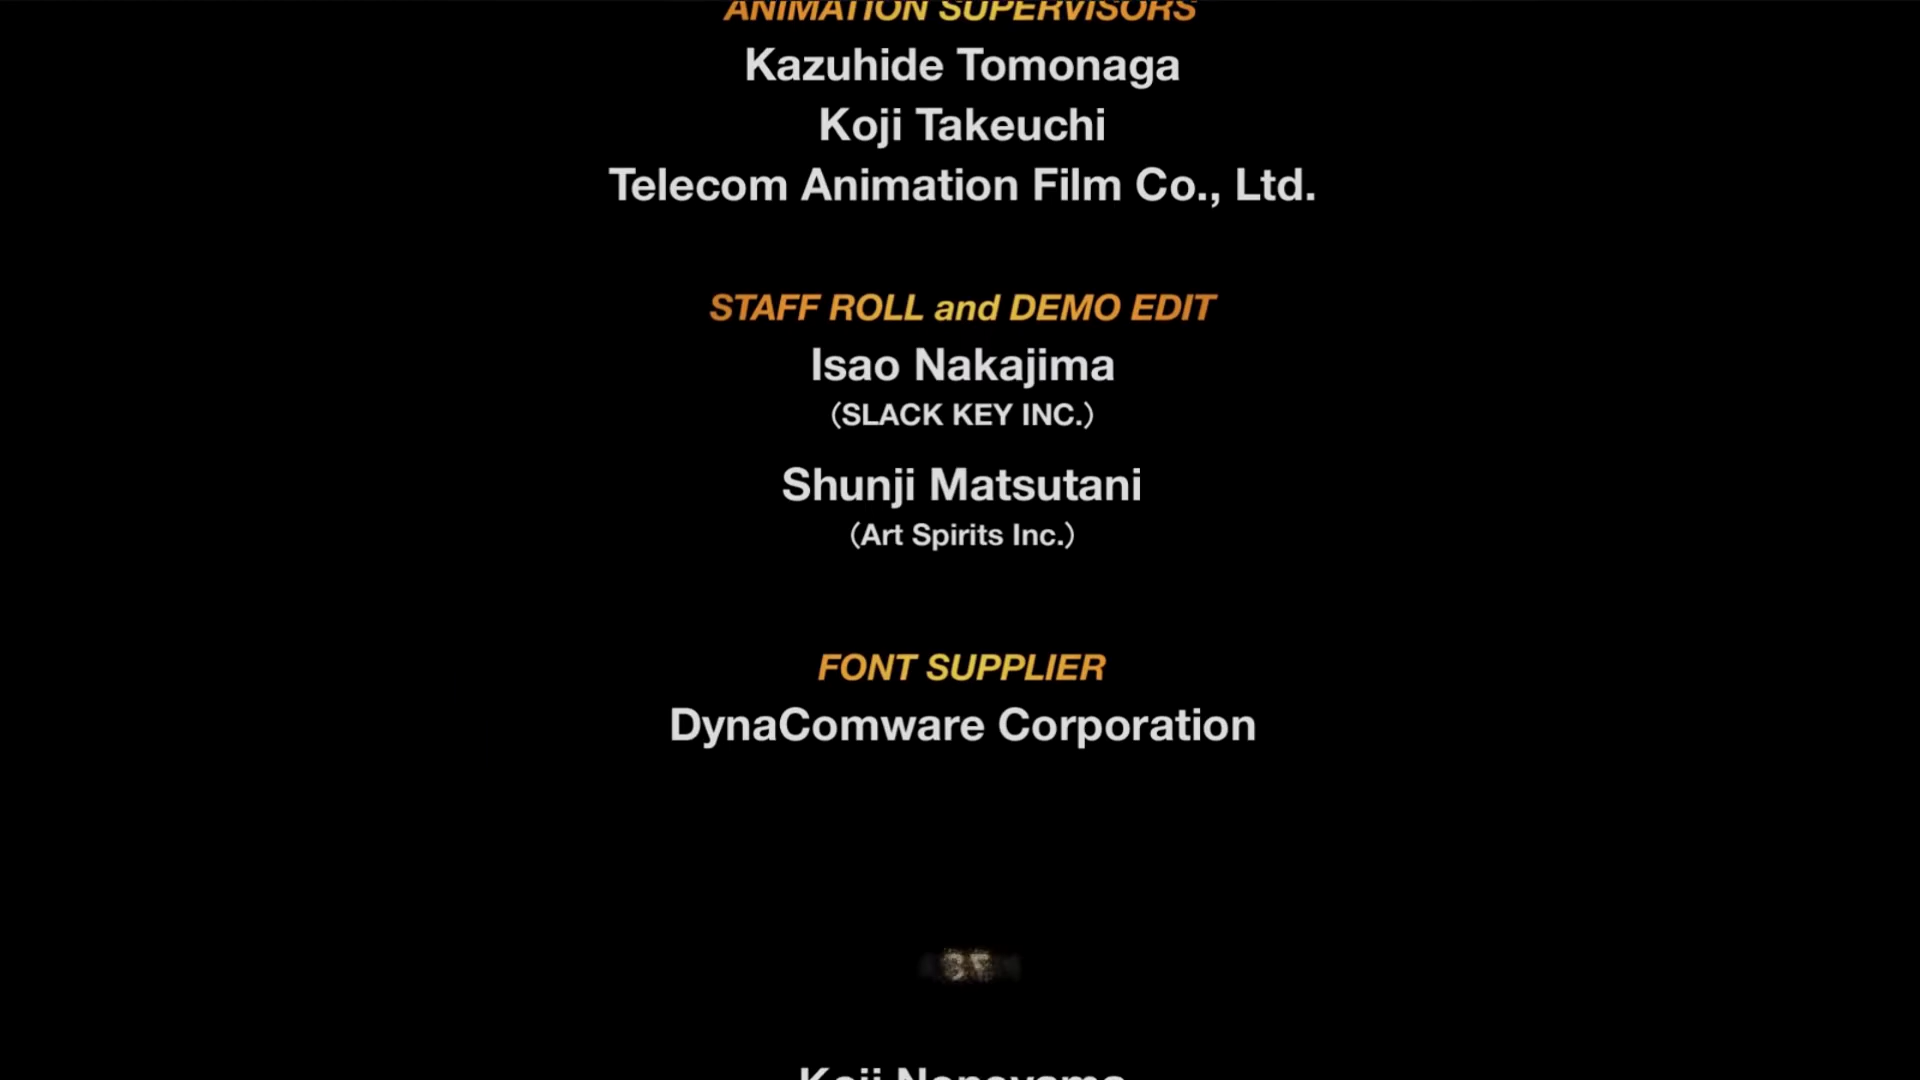 ANIMATION SUPERVISORS
Kazuhide Tomonaga
Koji Takeuchi
Telecom Animation Film Co., Ltd.
STAFF ROLL and DEMO EDIT
Isao Nakajima
(SLACK KEY INC.)
Shunji Matsutani
(Art Spirits Inc.)
FONT SUPPLIER
DynaComware Corporation